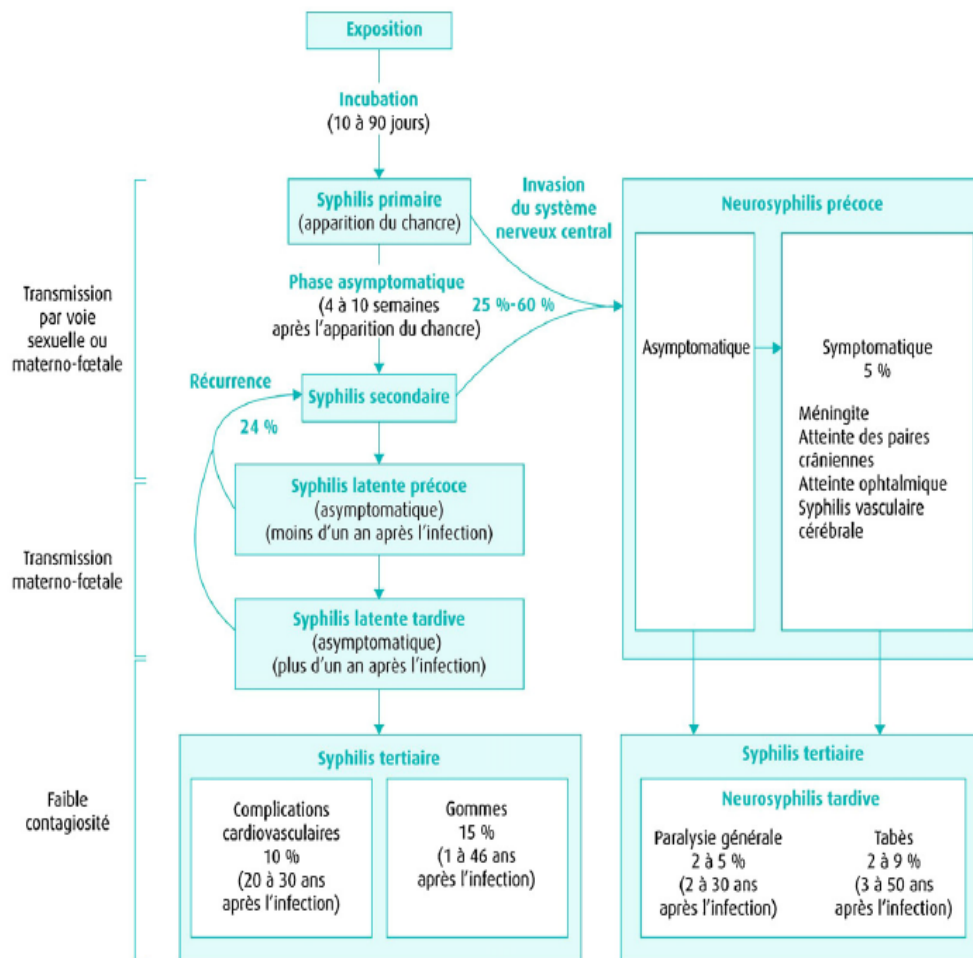 Exposition
Incubation
(10 à 90 jours)
Syphilis primaire
(apparition du chancre)
Invasion
du système
nerveux central
Phase asymptomatique
(4 à 10 semaines
après l'apparition du chancre)
25 %-60 %
Transmission
par voie
sexuelle ou
materno-fœtale
Récurrence
24 %
Syphilis secondaire
Syphilis latente précoce
(asymptomatique)
(moins d'un an après l'infection)
Transmission
materno-fœtale
Syphilis latente tardive
(asymptomatique)
(plus d'un an après l'infection)
Neurosyphilis précoce
Asymptomatique
Symptomatique
5 %
Méningite
Atteinte des paires
crâniennes
Atteinte ophtalmique
Syphilis vasculaire
cérébrale
Faible
contagiosité
Syphilis tertiaire
Complications
cardiovasculaires
10 %
(20 à 30 ans
après l'infection)
Gommes
15 %
(1 à 46 ans
après l'infection)
Syphilis tertiaire
Neurosyphilis tardive
Paralysie générale
2 à 5 %
(2 à 30 ans
après l'infection)
Tabès
2 à 9 %
(3 à 50 ans
après l'infection)